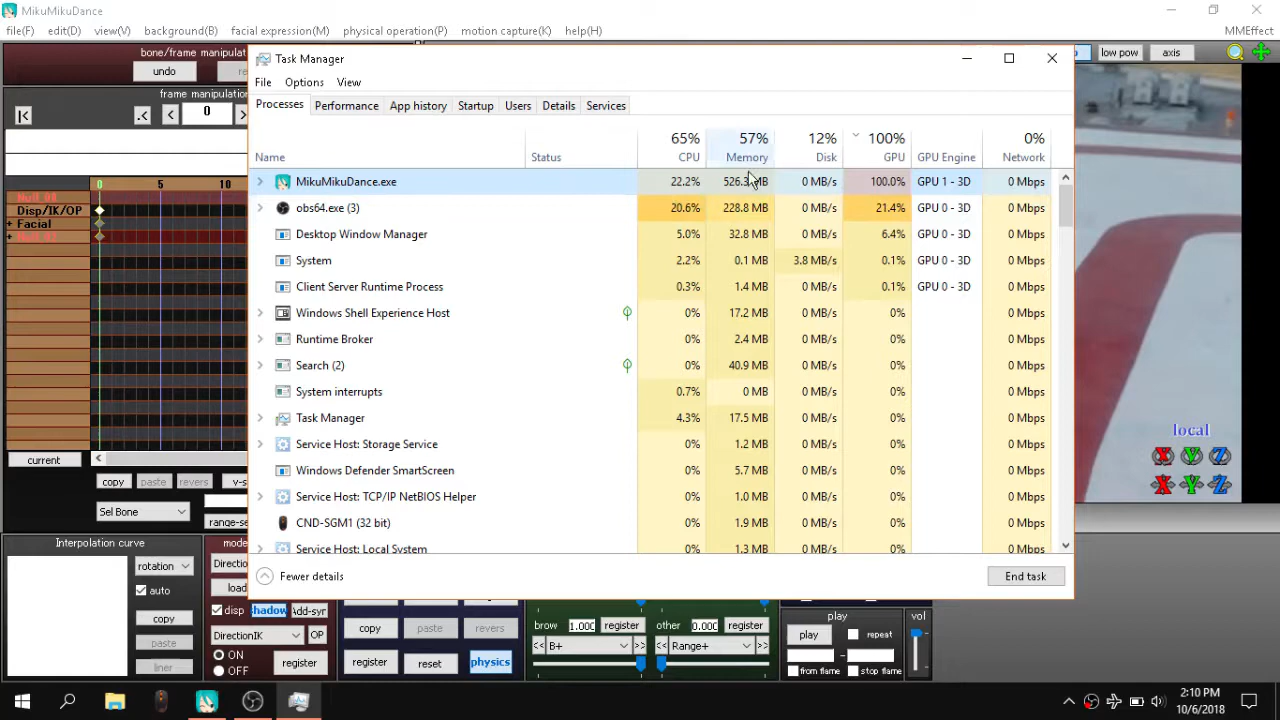 MikuMikuDance
file(F) edit(D) view(V) background(B) facial expression(M) physical operation(P) motion capture(K) help(H) MMEffect
bone/frame manipula
undo
low pow axis
frame manipulation
0
0 5 10
Disp/IK/OP
+ Facial
current
copy paste revers v-s
Sel Bone
range-se
Task Manager
File Options View
Processes Performance App history Startup Users Details Services
65% 57% 12% 100% 0%
Name Status CPU Memory Disk GPU GPU Engine Network
MikuMikuDance.exe 22.2% 0 MB/s 100.0% GPU 1 - 3D 0 Mbps
obs64.exe (3) 20.6% 228.8 MB 0 MB/s 21.4% GPU 0 - 3D 0 Mbps
Desktop Window Manager 5.0% 32.8 MB 0 MB/s 6.4% GPU 0 - 3D 0 Mbps
System 2.2% 0.1 MB 3.8 MB/s 0.1% GPU 0 - 3D 0 Mbps
Client Server Runtime Process 0.3% 1.4 MB 0 MB/s 0.1% GPU 0 - 3D 0 Mbps
Windows Shell Experience Host 0% 17.2 MB 0 MB/s 0% 0 Mbps
Runtime Broker 0% 2.4 MB 0 MB/s 0% 0 Mbps
Search (2) 0% 40.9 MB 0 MB/s 0% 0 Mbps
System interrupts 0.7% 0 MB 0 MB/s 0% 0 Mbps
Task Manager 4.3% 17.5 MB 0 MB/s 0% 0 Mbps
Service Host: Storage Service 0% 1.2 MB 0 MB/s 0% 0 Mbps
Windows Defender SmartScreen 0% 5.7 MB 0 MB/s 0% 0 Mbps
Service Host: TCP/IP NetBIOS Helper 0% 1.0 MB 0 MB/s 0% 0 Mbps
CND-SGM1 (32 bit) 0% 1.9 MB 0 MB/s 0% 0 Mbps
Service Host: Local System 0% 1.3 MB 0 MB/s 0% 0 Mbps
Fewer details End task
local
X Y Z
X Y Z
Interpolation curve
rotation
auto
copy
paste
liner
mode
Directio
load
disp shadow Add-syn
DirectionIK OP
ON
OFF
register
copy paste revers
register reset physics
brow 1.000 register other 0.000 register
<< B+ >> << Range+ >>
play
play repeat
-
from flame to flame
vol
2:10 PM
10/6/2018